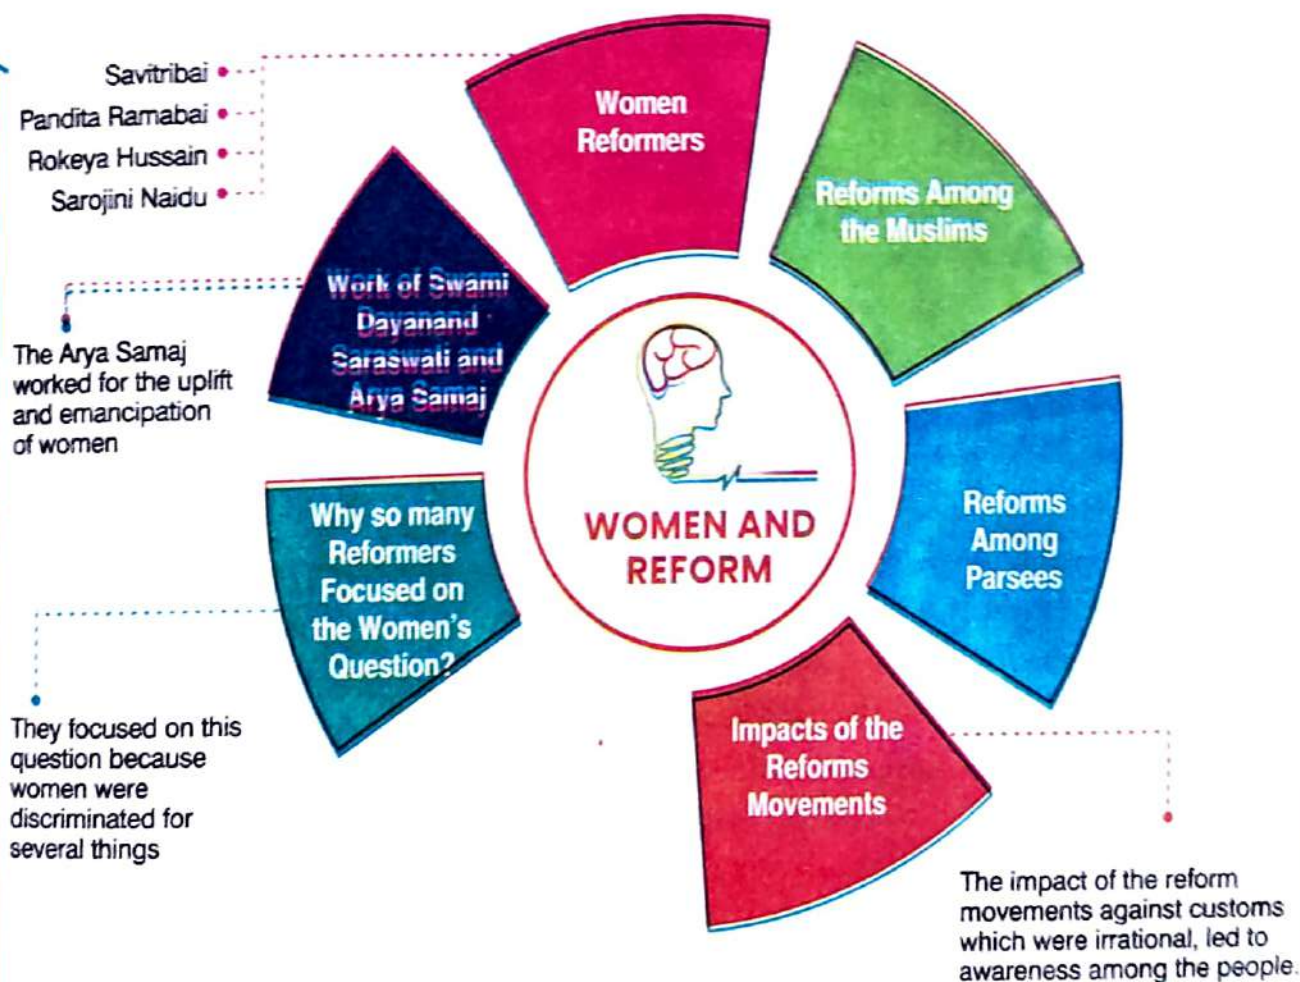 Savitribai
Pandita Ramabai
Rokeya Hussain
Sarojini Naidu
Women
Reformers
Reforms Among
the Muslims
Reforms
Among
Parsees
Impacts of the
Reforms
Movements
The impact of the reform
movements against customs
which were irrational, led to
awareness among the people.
Why so many
Reformers
Focused on
the Women's
Question?
They focused on this
question because
women were
discriminated for
several things
Work of Swami
Dayanand
Saraswati and
Arya Samaj
The Arya Samaj
worked for the uplift
and emancipation
of women
WOMEN AND
REFORM